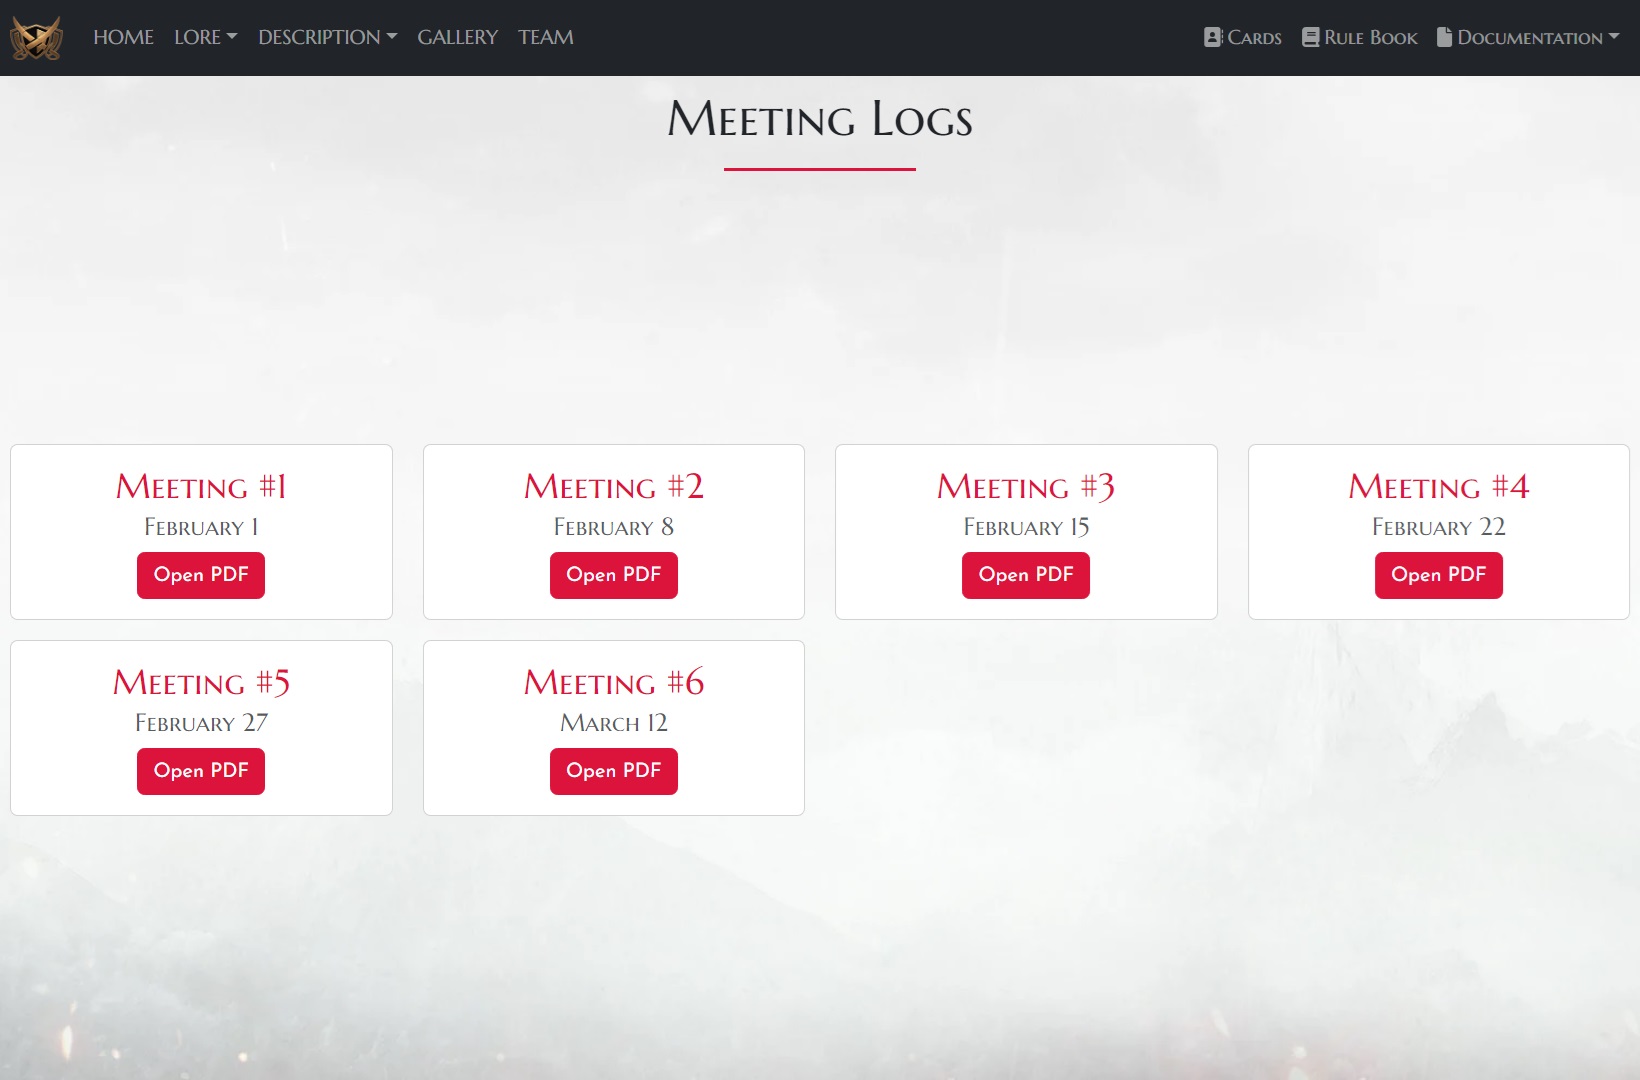 HOME LORE DESCRIPTION GALLERY TEAM Cards Rule Book Documentation
Meeting Logs
Meeting #1
February 1
Open PDF
Meeting #2
February 8
Open PDF
Meeting #3
February 15
Open PDF
Meeting #4
February 22
Open PDF
Meeting #5
February 27
Open PDF
Meeting #6
March 12
Open PDF